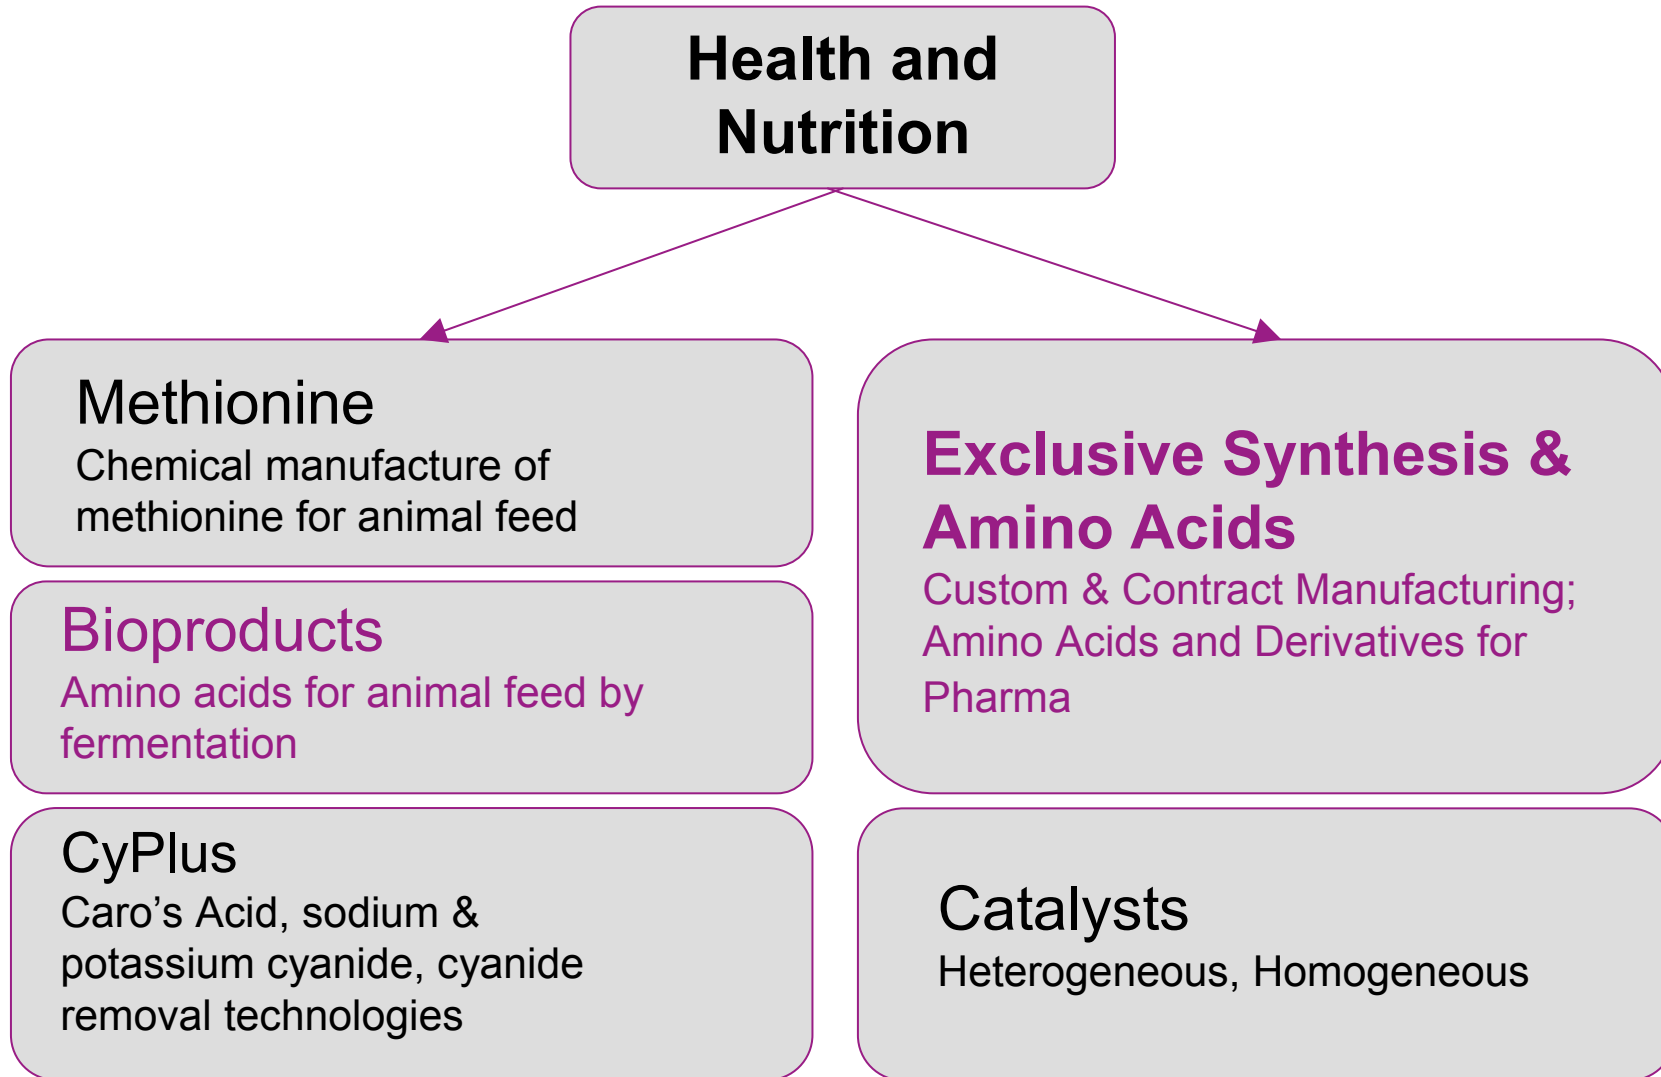 Health and
Nutrition
Methionine
Chemical manufacture of
methionine for animal feed
Bioproducts
Amino acids for animal feed by
fermentation
CyPlus
Caro’s Acid, sodium &
potassium cyanide, cyanide
removal technologies
Exclusive Synthesis &
Amino Acids
Custom & Contract Manufacturing;
Amino Acids and Derivatives for
Pharma
Catalysts
Heterogeneous, Homogeneous